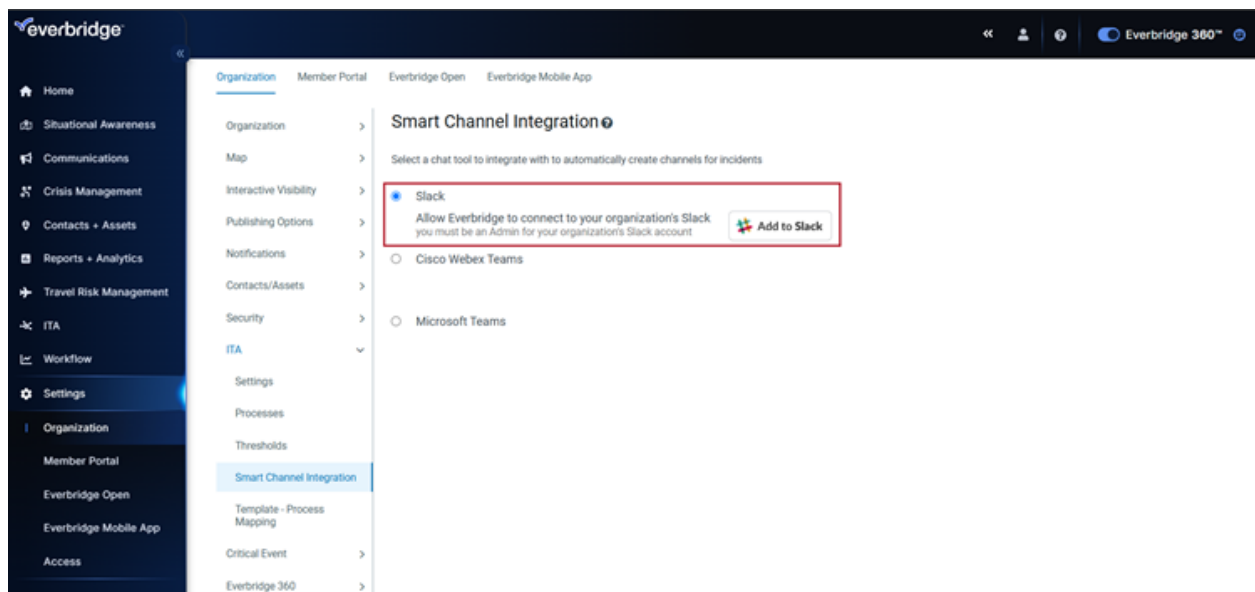 everbridge
Everbridge 360™
Home
Situational Awareness
Communications
Crisis Management
Contacts + Assets
Reports + Analytics
Travel Risk Management
ITA
Workflow
Settings
Organization
Member Portal
Everbridge Open
Everbridge Mobile App
Access
Organization Member Portal Everbridge Open Everbridge Mobile App
Organization
Map
Interactive Visibility
Publishing Options
Notifications
Contacts/Assets
Security
ITA
Settings
Processes
Thresholds
Smart Channel Integration
Template - Process
Mapping
Critical Event
Everbridge 360
Smart Channel Integration
Select a chat tool to integrate with to automatically create channels for incidents
Slack
Allow Everbridge to connect to your organization's Slack
you must be an Admin for your organization's Slack account
Add to Slack
Cisco Webex Teams
Microsoft Teams